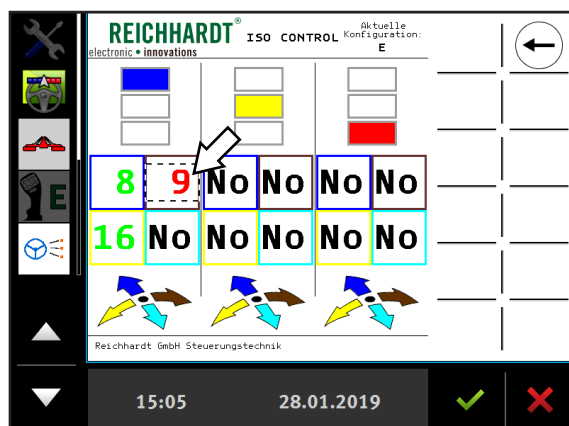 REICHHARDT®
electronic • innovations
ISO CONTROL
Aktuelle
Konfiguration:
E
E
8 9 No No No No
16 No No No No No
Reichhardt GmbH Steuerungstechnik
15:05 28.01.2019